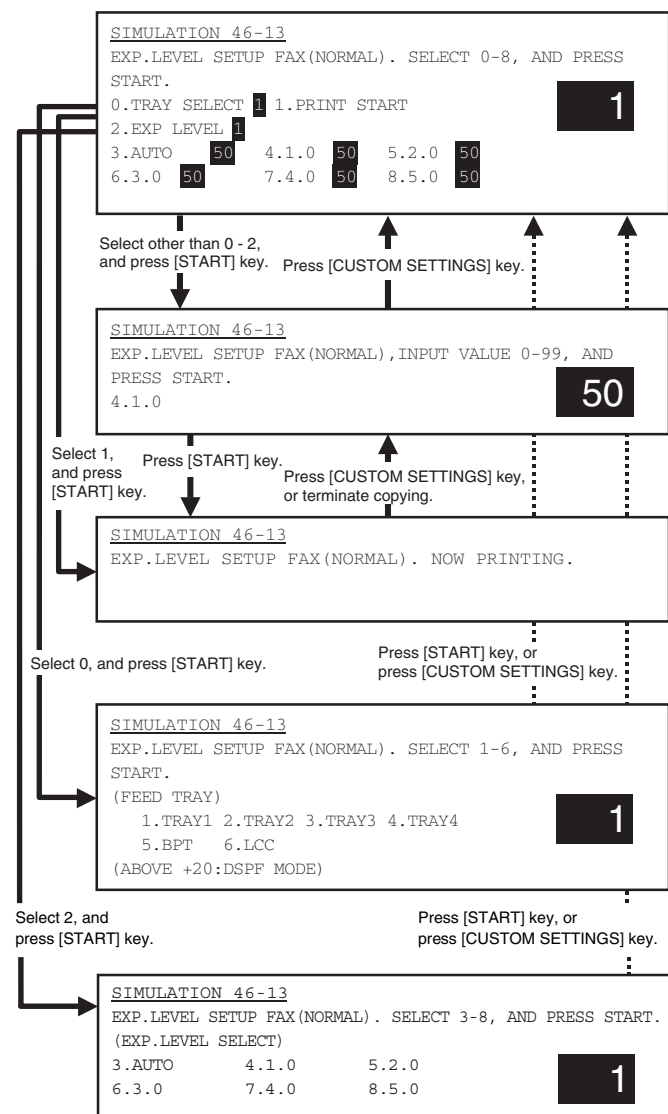 SIMULATION 46-13
EXP.LEVEL SETUP FAX(NORMAL). SELECT 0-8, AND PRESS
START.
0.TRAY SELECT 1 1.PRINT START
1
2.EXP LEVEL 1
3.AUTO 50 4.1.0 50 5.2.0 50
6.3.0 50 7.4.0 50 8.5.0 50
Select other than 0 - 2,
and press [START] key.
Press [CUSTOM SETTINGS] key.
SIMULATION 46-13
EXP.LEVEL SETUP FAX(NORMAL),INPUT VALUE 0-99, AND
PRESS START.
4.1.0
50
Select 1,
and press
[START] key.
Press [START] key.
Press [CUSTOM SETTINGS] key,
or terminate copying.
SIMULATION 46-13
EXP.LEVEL SETUP FAX(NORMAL). NOW PRINTING.
Select 0, and press [START] key.
Press [START] key, or
press [CUSTOM SETTINGS] key.
SIMULATION 46-13
EXP.LEVEL SETUP FAX(NORMAL). SELECT 1-6, AND PRESS
START.
(FEED TRAY)
1.TRAY1 2.TRAY2 3.TRAY3 4.TRAY4
1
5.BPT 6.LCC
(ABOVE +20:DSPF MODE)
Select 2, and
press [START] key.
Press [START] key, or
press [CUSTOM SETTINGS] key.
SIMULATION 46-13
EXP.LEVEL SETUP FAX(NORMAL). SELECT 3-8, AND PRESS START.
(EXP.LEVEL SELECT)
3.AUTO 4.1.0 5.2.0
6.3.0 7.4.0 8.5.0
1